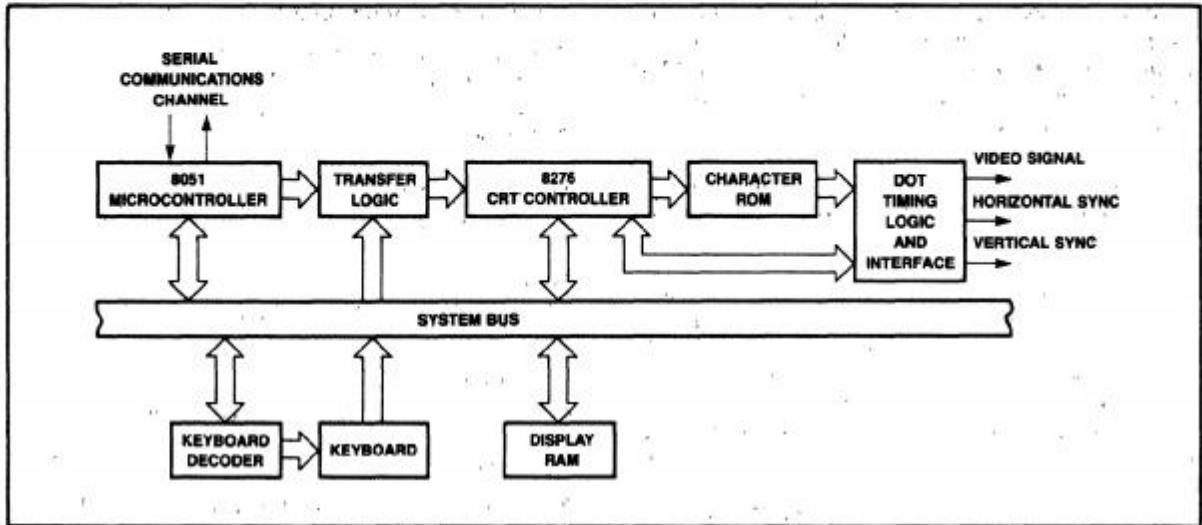 SERIAL
COMMUNICATIONS
CHANNEL
8051
MICROCONTROLLER
TRANSFER
LOGIC
8276
CRT CONTROLLER
CHARACTER
ROM
DOT
TIMING
LOGIC
AND
INTERFACE
VIDEO SIGNAL
HORIZONTAL SYNC
VERTICAL SYNC
SYSTEM BUS
KEYBOARD
DECODER
KEYBOARD
DISPLAY
RAM